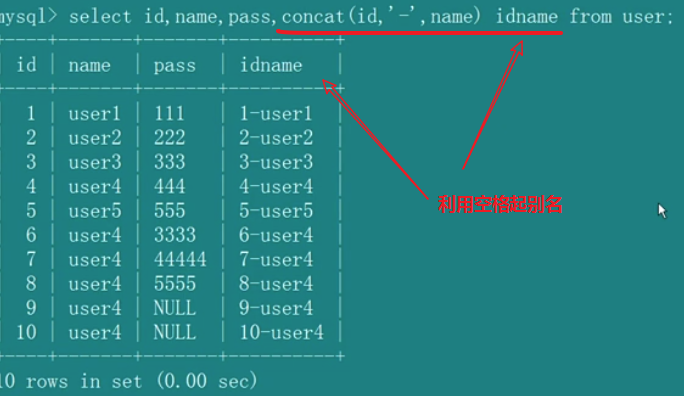 mysql> select id,name,pass,concat(id,'-',name) idname from user;
+----+-------+-------+----------+
| id | name | pass | idname |
+----+-------+-------+----------+
| 1 | user1 | 111 | 1-user1 |
| 2 | user2 | 222 | 2-user2 |
| 3 | user3 | 333 | 3-user3 |
| 4 | user4 | 444 | 4-user4 |
| 5 | user5 | 555 | 5-user5 |
| 6 | user4 | 3333 | 6-user4 |
| 7 | user4 | 44444 | 7-user4 |
| 8 | user4 | 5555 | 8-user4 |
| 9 | user4 | NULL | 9-user4 |
| 10 | user4 | NULL | 10-user4 |
+----+-------+-------+----------+
10 rows in set (0.00 sec)
利用空格起别名